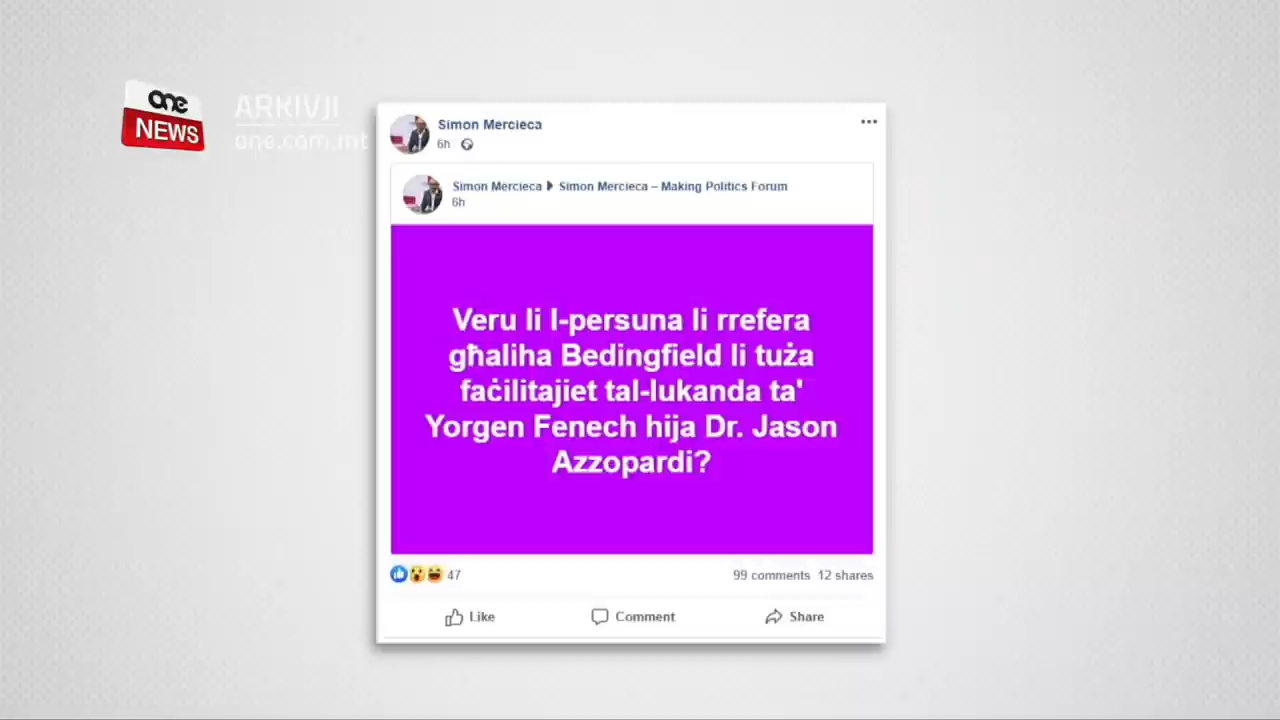 one
NEWS
ARKIVJI
one.com.mt
Simon Mercieca
6h
Simon Mercieca Simon Mercieca – Making Politics Forum
6h
Veru li l-persuna li rrefera
għaliha Bedingfield li tuża
faċilitajiet tal-lukanda ta'
Yorgen Fenech hija Dr. Jason
Azzopardi?
47
99 comments 12 shares
Like Comment Share